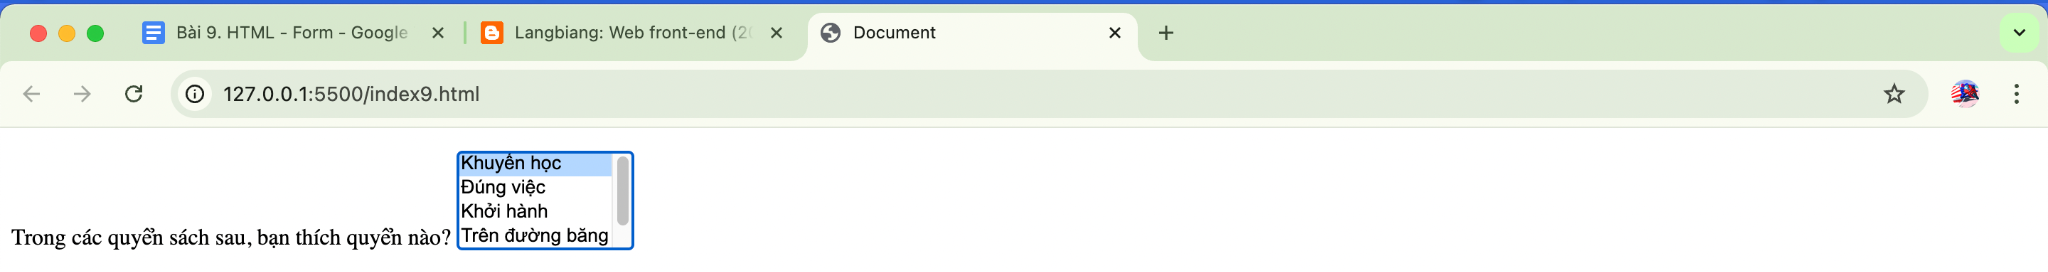 Bài 9. HTML - Form - Google
Langbiang: Web front-end (20
Document
127.0.0.1:5500/index9.html
Khuyến học
Đúng việc
Khởi hành
Trên đường băng
Trong các quyển sách sau, bạn thích quyển nào?